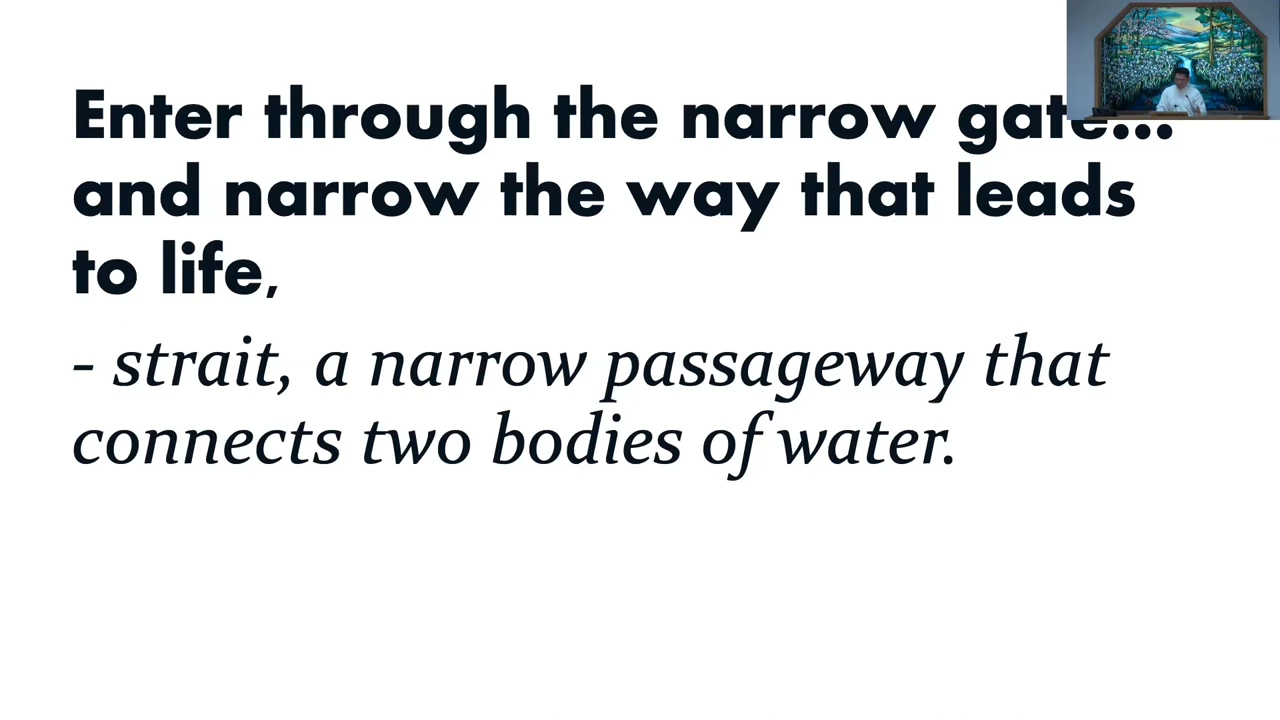 Enter through the narrow gate...
and narrow the way that leads
to life,
- strait, a narrow passageway that
connects two bodies of water.